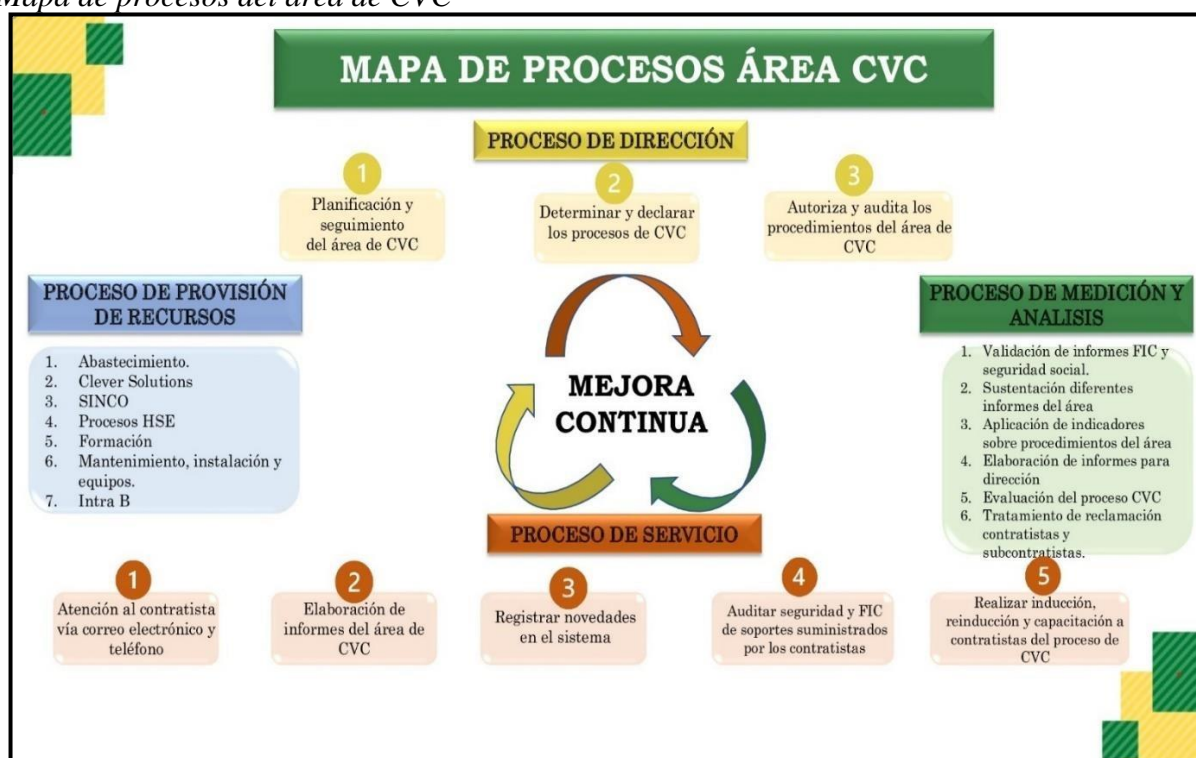 Mapa de procesos del área de CVC
MAPA DE PROCESOS ÁREA CVC
PROCESO DE DIRECCIÓN
1
Planificación y
seguimiento
del área de CVC
2
Determinar y declarar
los procesos de CVC
3
Autoriza y audita los
procedimientos del área de
CVC
PROCESO DE PROVISIÓN
DE RECURSOS
1. Abastecimiento.
2. Clever Solutions
3. SINCO
4. Procesos HSE
5. Formación
6. Mantenimiento, instalación y
equipos.
7. Intra B
MEJORA
CONTINUA
PROCESO DE MEDICIÓN Y
ANALISIS
1. Validación de informes FIC y
seguridad social.
2. Sustentación diferentes
informes del área
3. Aplicación de indicadores
sobre procedimientos del área
4. Elaboración de informes para
dirección
5. Evaluación del proceso CVC
6. Tratamiento de reclamación
contratistas y
subcontratistas.
PROCESO DE SERVICIO
1
Atención al contratista
vía correo electrónico y
teléfono
2
Elaboración de
informes del área de
CVC
3
Registrar novedades
en el sistema
4
Auditar seguridad y FIC
de soportes suministrados
por los contratistas
5
Realizar inducción,
reinducción y capacitación a
contratistas del proceso de
CVC